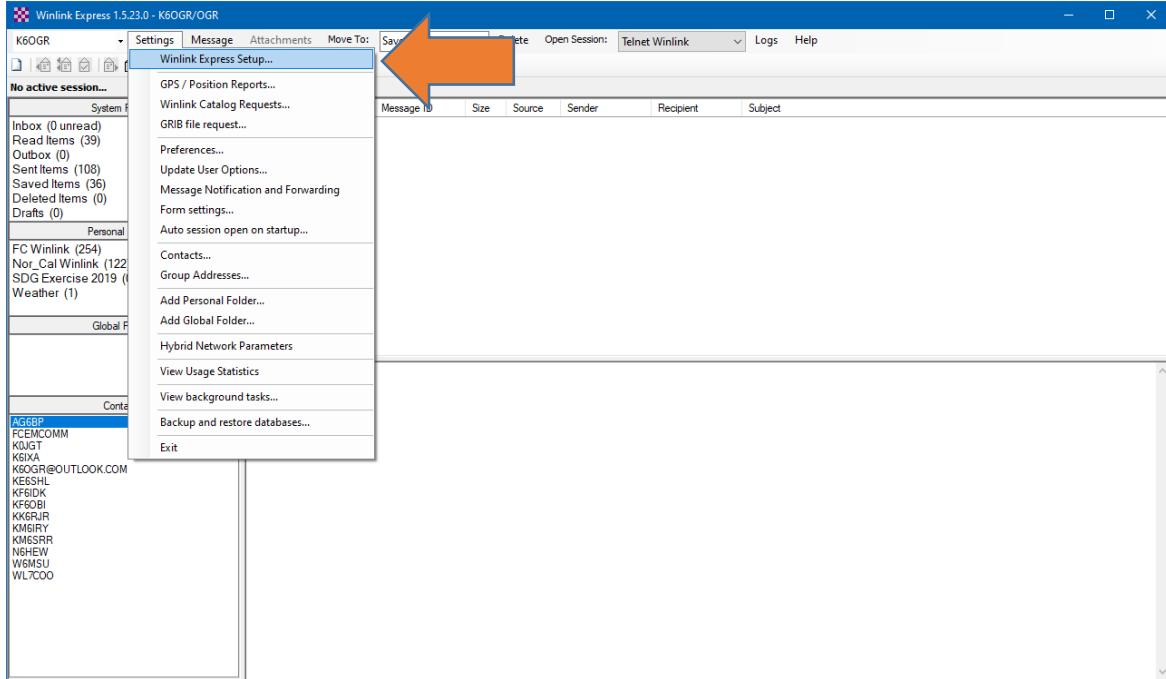 Winlink Express 1.5.23.0 - K6OGR/OGR
K6OGR Settings Message Attachments Move To: Open Session: Telnet Winlink Logs Help
No active session...
Message ID Size Source Sender Recipient Subject
System
Inbox (0 unread)
Read Items (39)
Outbox (0)
Sent Items (108)
Saved Items (36)
Deleted Items (0)
Drafts (0)
Personal
FC Winlink (254)
Nor_Cal Winlink (122
SDG Exercise 2019
Weather (1)
Global
AG6BP
FCEMCOMM
K0JGT
K6IXA
K6OGR@OUTLOOK.COM
KE6SHL
KF6IDK
KF6OBI
KK6RJR
KM6IRY
KM6SRR
N6HEW
W6MSU
WL7COO
Winlink Express Setup...
GPS / Position Reports...
Winlink Catalog Requests...
GRIB file request...
Preferences...
Update User Options...
Message Notification and Forwarding
Form settings...
Auto session open on startup...
Contacts...
Group Addresses...
Add Personal Folder...
Add Global Folder...
Hybrid Network Parameters
View Usage Statistics
View background tasks...
Backup and restore databases...
Exit